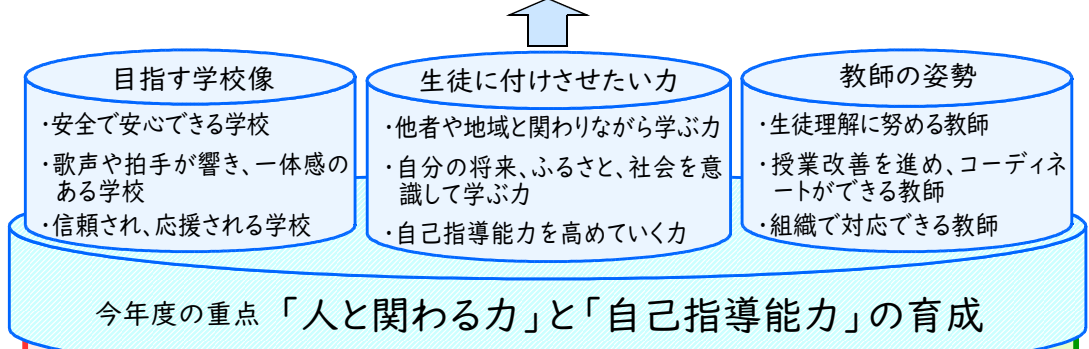 目指す学校像
・安全で安心できる学校
・歌声や拍手が響き、一体感の
ある学校
・信頼され、応援される学校
生徒に付けさせたい力
・他者や地域と関わりながら学ぶ力
・自分の将来、ふるさと、社会を意
識して学ぶ力
・自己指導能力を高めていく力
教師の姿勢
・生徒理解に努める教師
・授業改善を進め、コーディネ
ートができる教師
・組織で対応できる教師
今年度の重点 「人と関わる力」と「自己指導能力」の育成